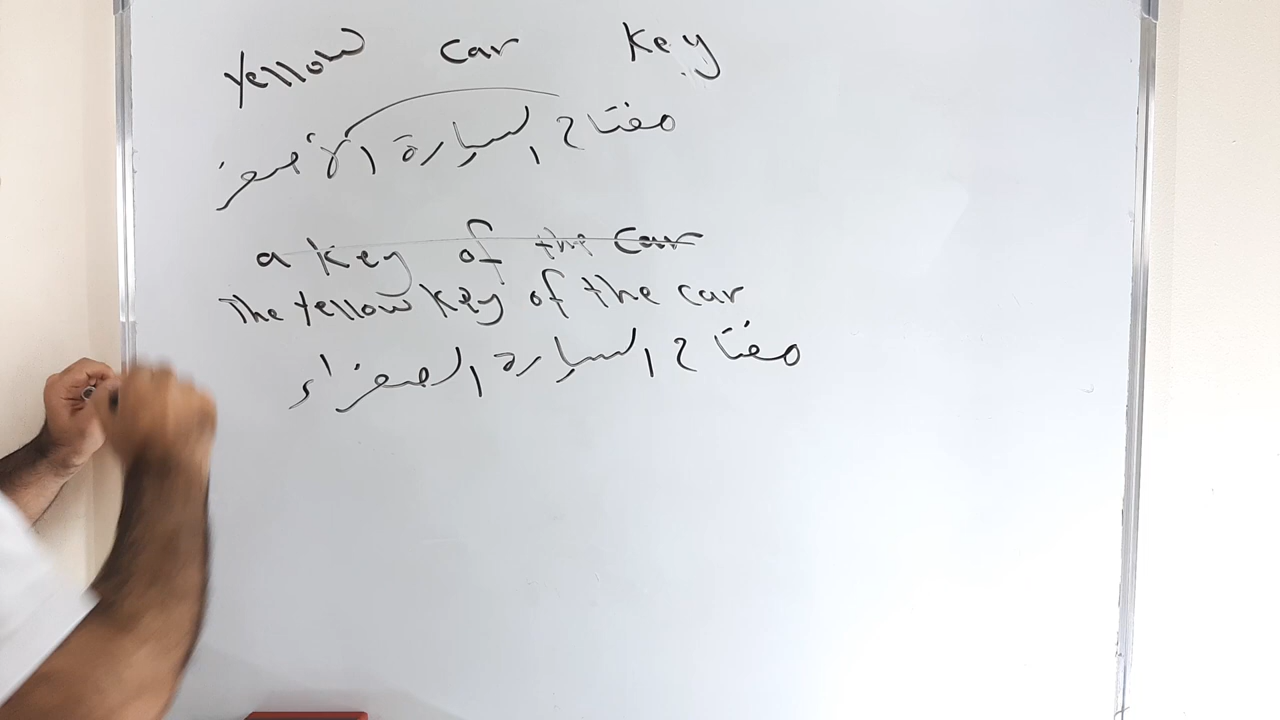 Yellow car key
مفتاح السيارة الأصفر
a key of the car
The Yellow key of the car
مفتاح السيارة الصفراء